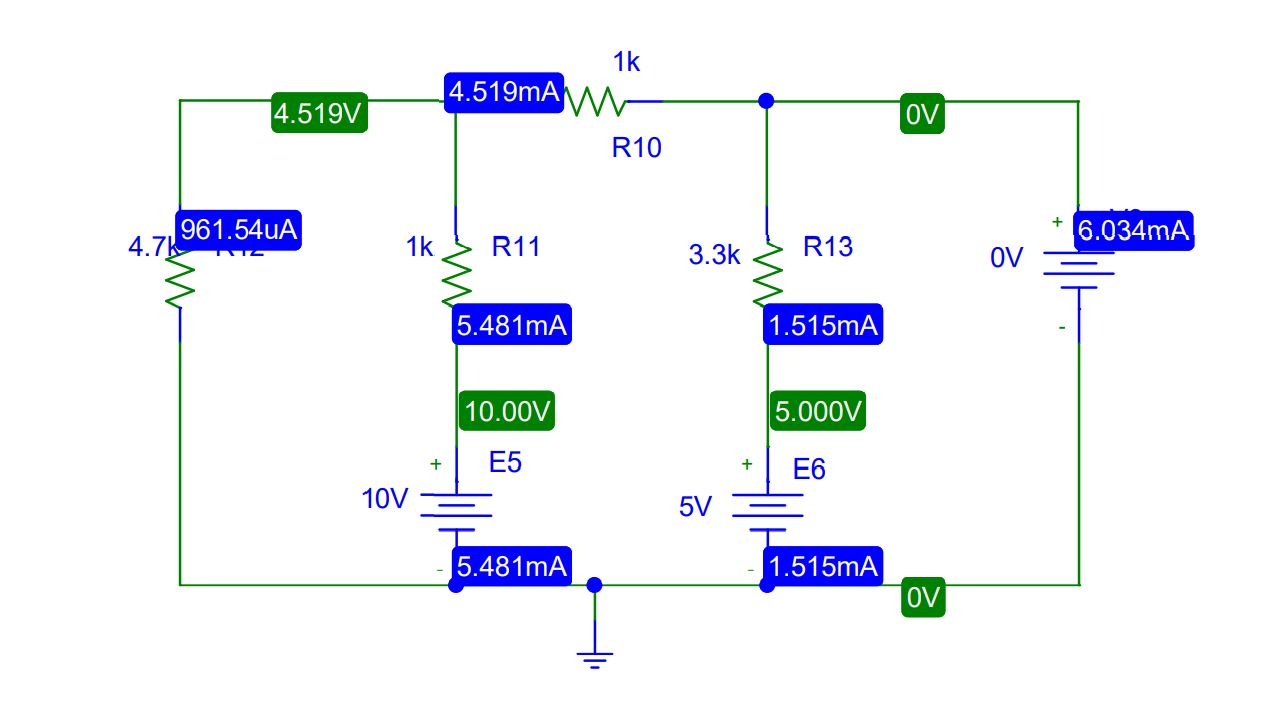 1k
4.519mA
4.519V
0V
R10
961.54uA
4.7k
R12
1k
R11
3.3k
R13
+
6.034mA
0V
5.481mA
1.515mA
-
10.00V
5.000V
+
E5
+
E6
10V
5V
-
5.481mA
-
1.515mA
0V